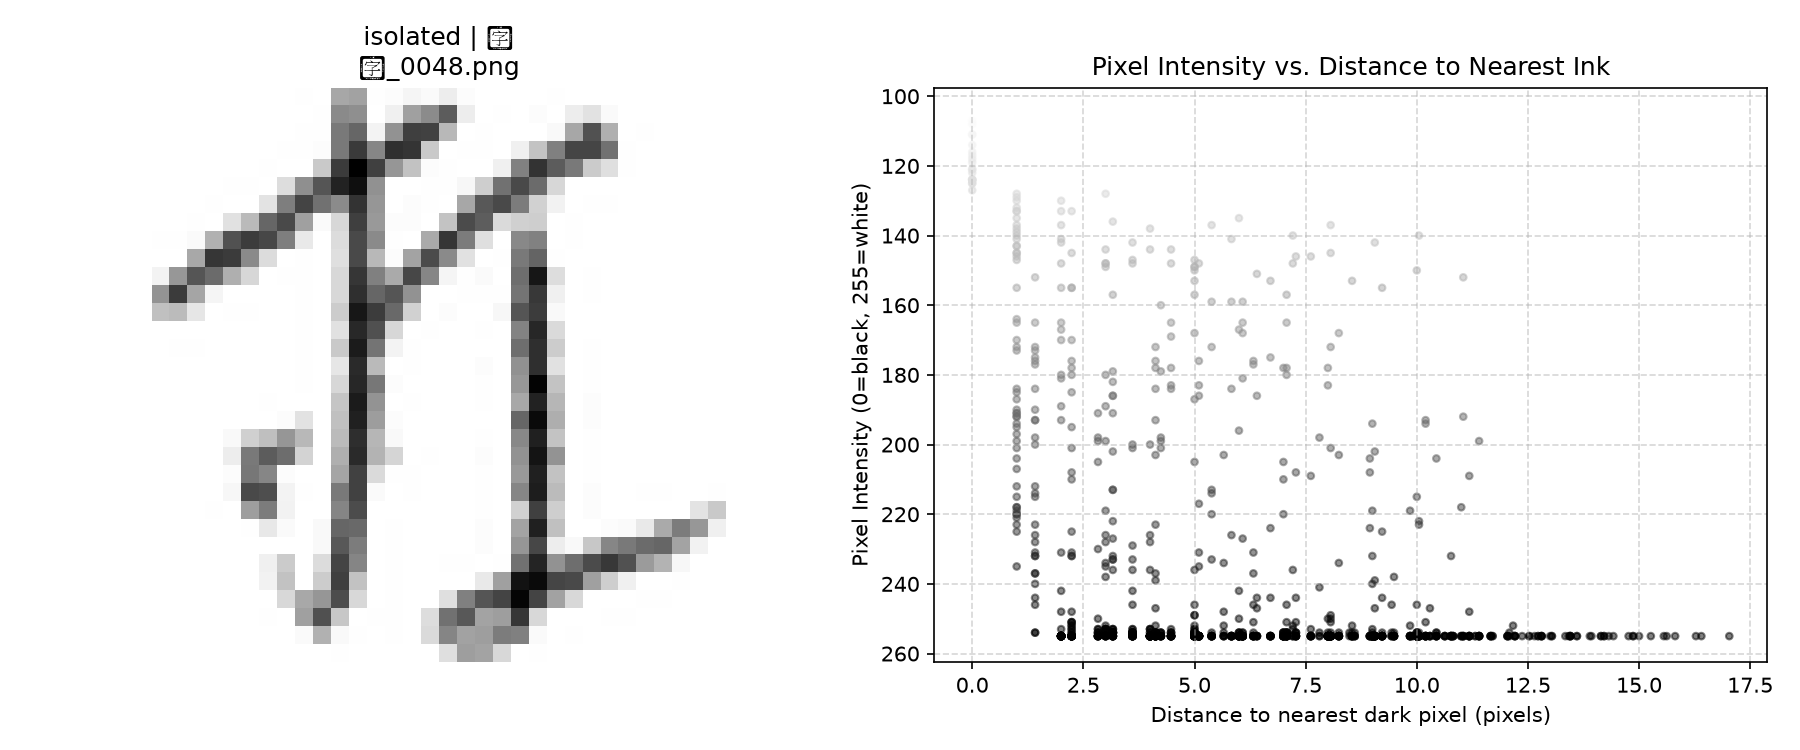 isolated |
_0048.png
Pixel Intensity vs. Distance to Nearest Ink
Pixel Intensity (0=black, 255=white)
100
120
140
160
180
200
220
240
260
0.0 2.5 5.0 7.5 10.0 12.5 15.0 17.5
Distance to nearest dark pixel (pixels)